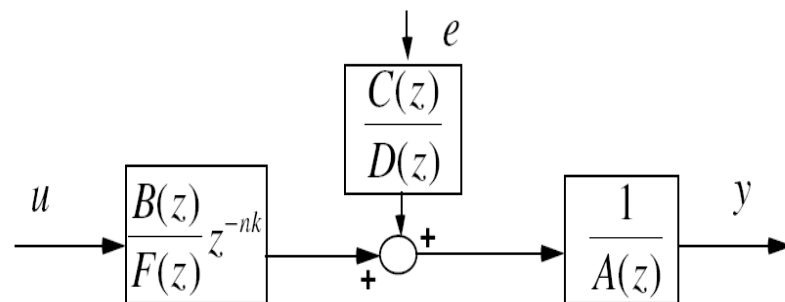 e
C(z)
D(z)
u
B(z)
F(z)
z^{-nk}
+
+
1
A(z)
y